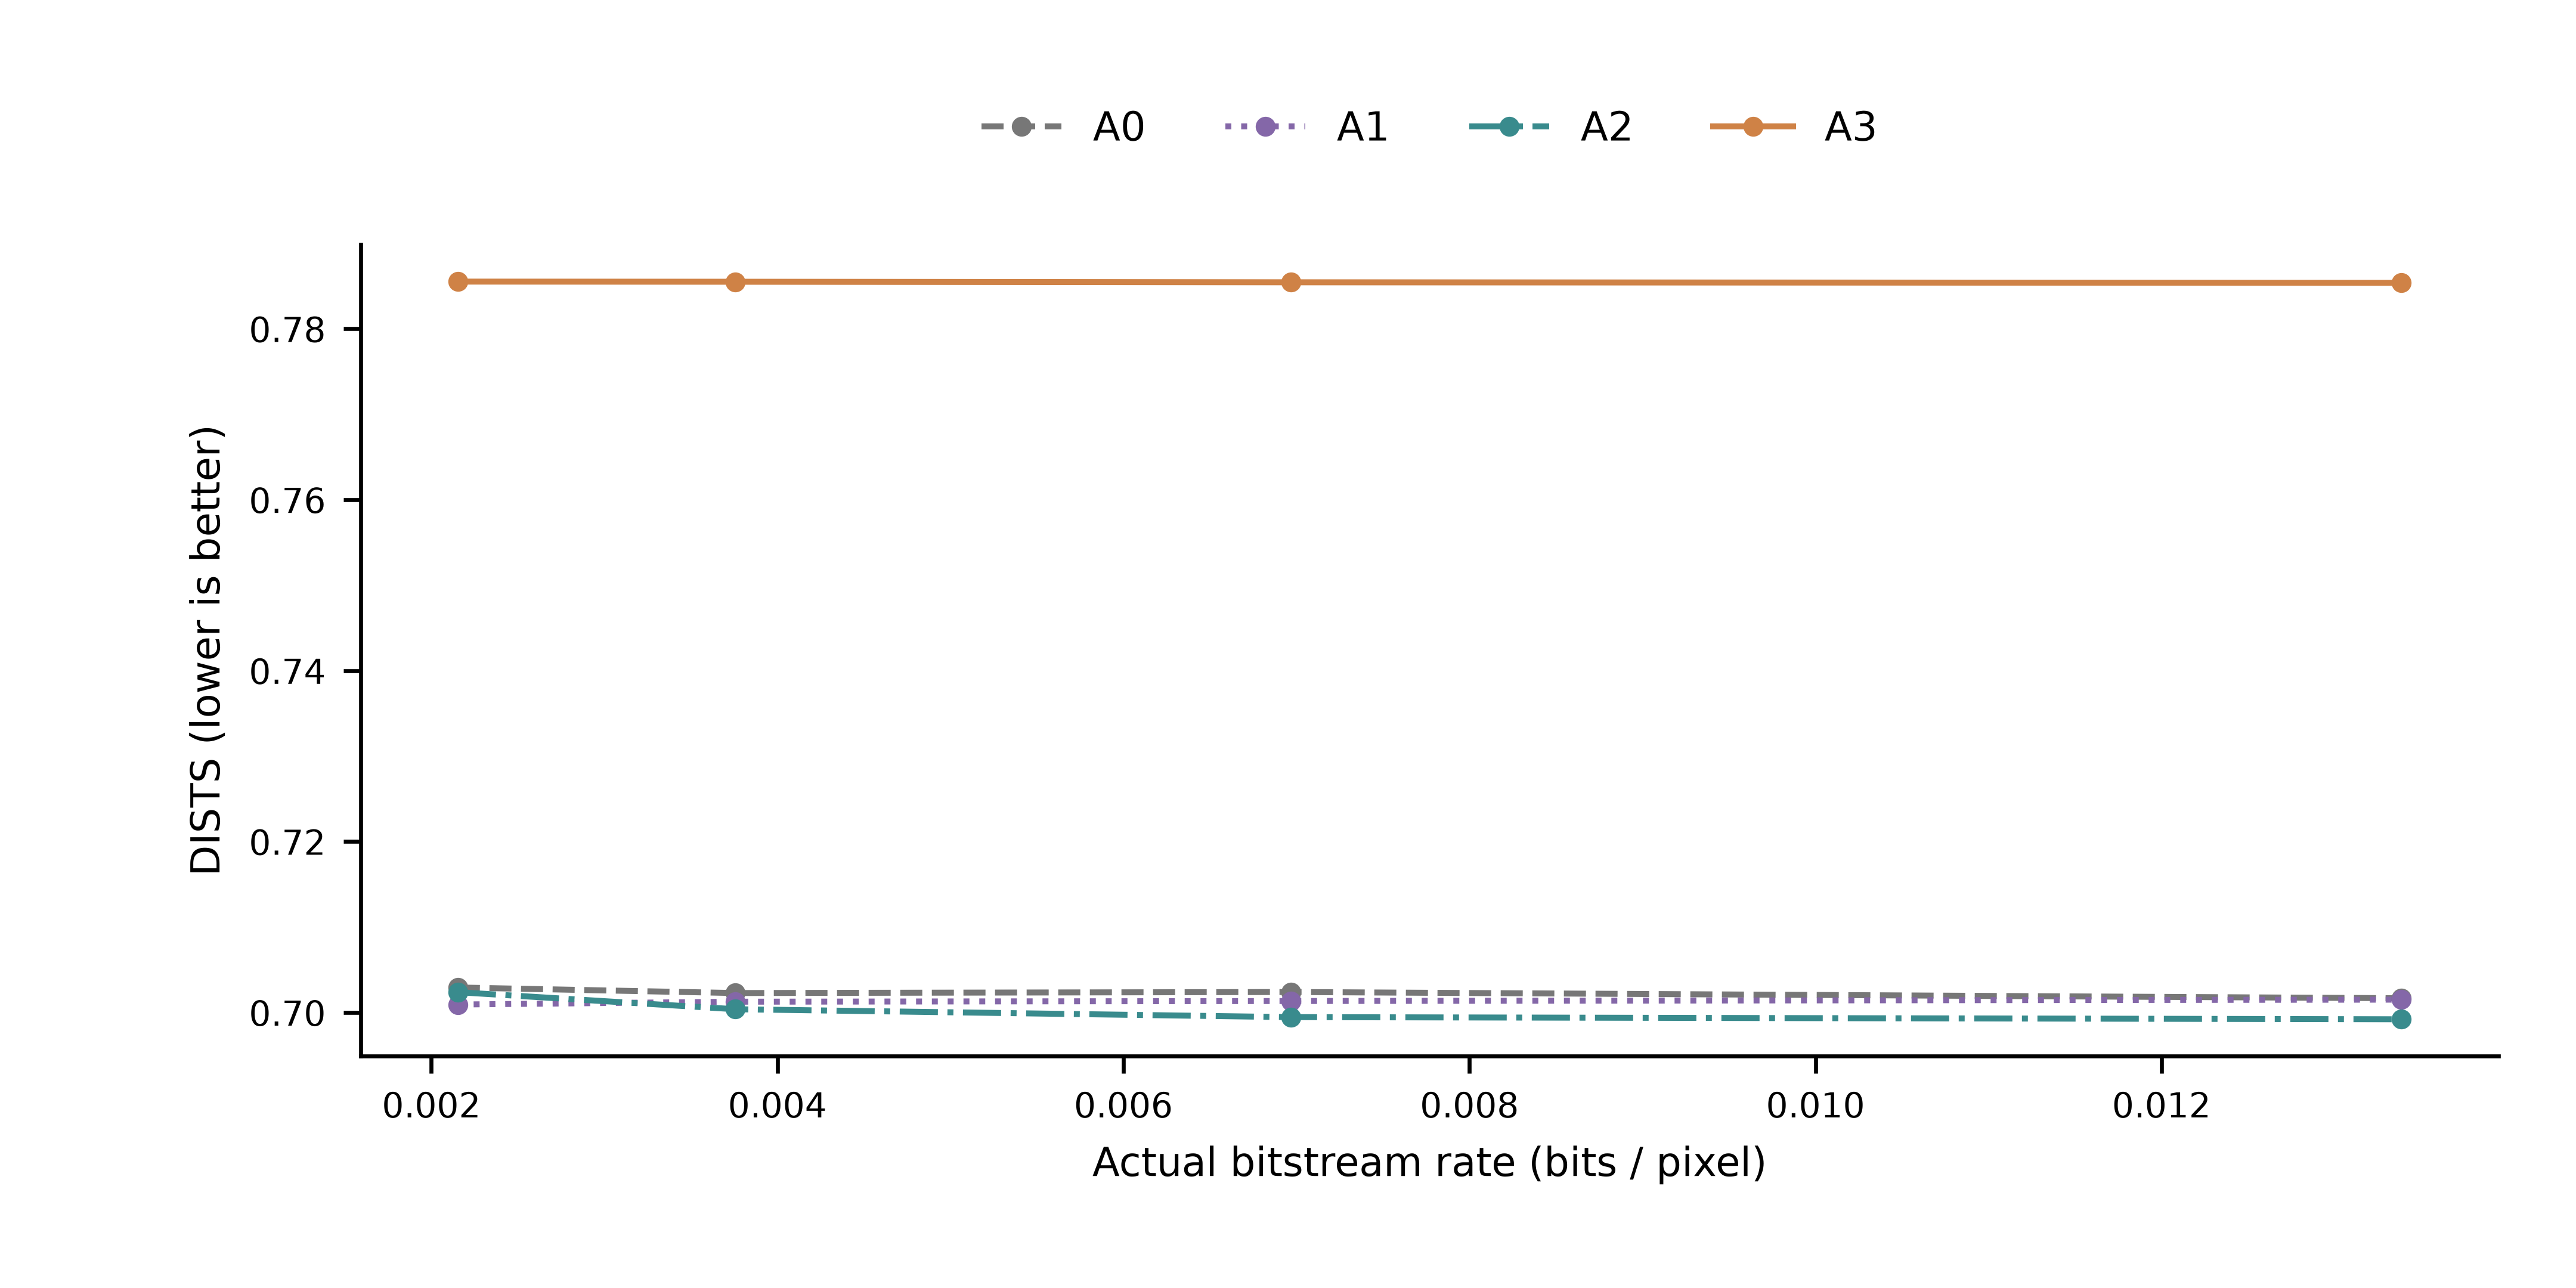 A0 A1 A2 A3
DISTS (lower is better)
0.78
0.76
0.74
0.72
0.70
0.002 0.004 0.006 0.008 0.010 0.012
Actual bitstream rate (bits / pixel)